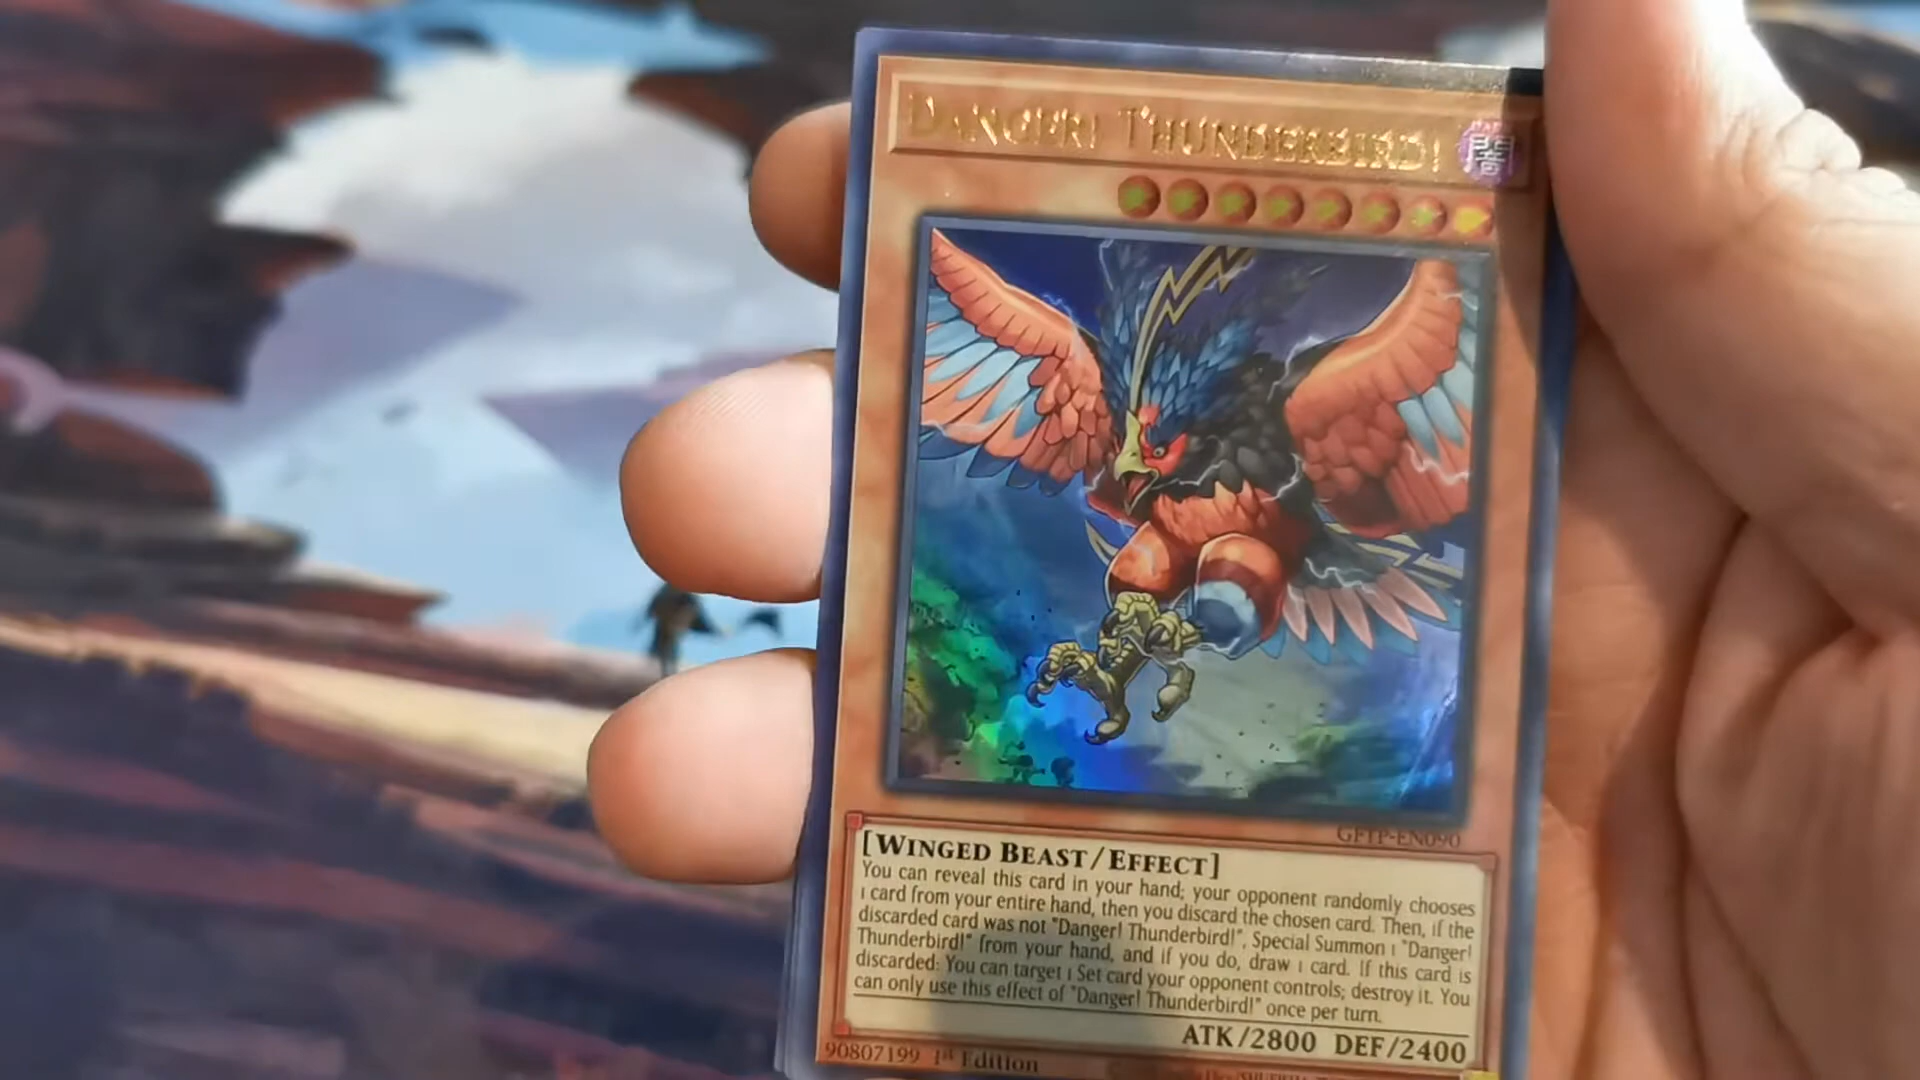 DANGER! THUNDERBIRD!
闇
GFTP-EN090
[WINGED BEAST/EFFECT]
You can reveal this card in your hand; your opponent randomly chooses
1 card from your entire hand, then you discard the chosen card. Then, if the
discarded card was not "Danger! Thunderbird!", Special Summon 1 "Danger!
Thunderbird!" from your hand, and if you do, draw 1 card. If this card is
discarded: You can target 1 Set card your opponent controls; destroy it. You
can only use this effect of "Danger! Thunderbird!" once per turn.
ATK/2800 DEF/2400
90807199 1st Edition